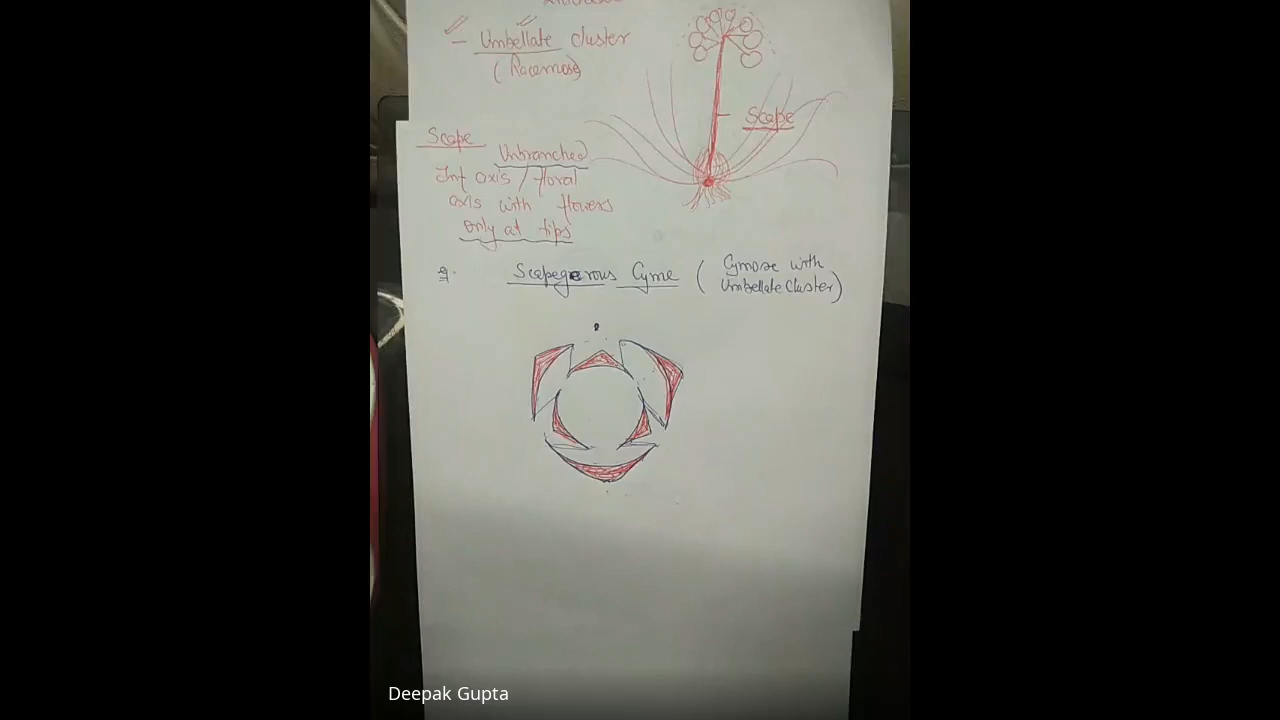 – Umbellate cluster
(Racemose)
Scape
Scape
Unbranched
Inf axis / floral
axis with flowers
only at tips
Scapegerous Cyme (Cymose with
Umbellate Cluster)
Deepak Gupta